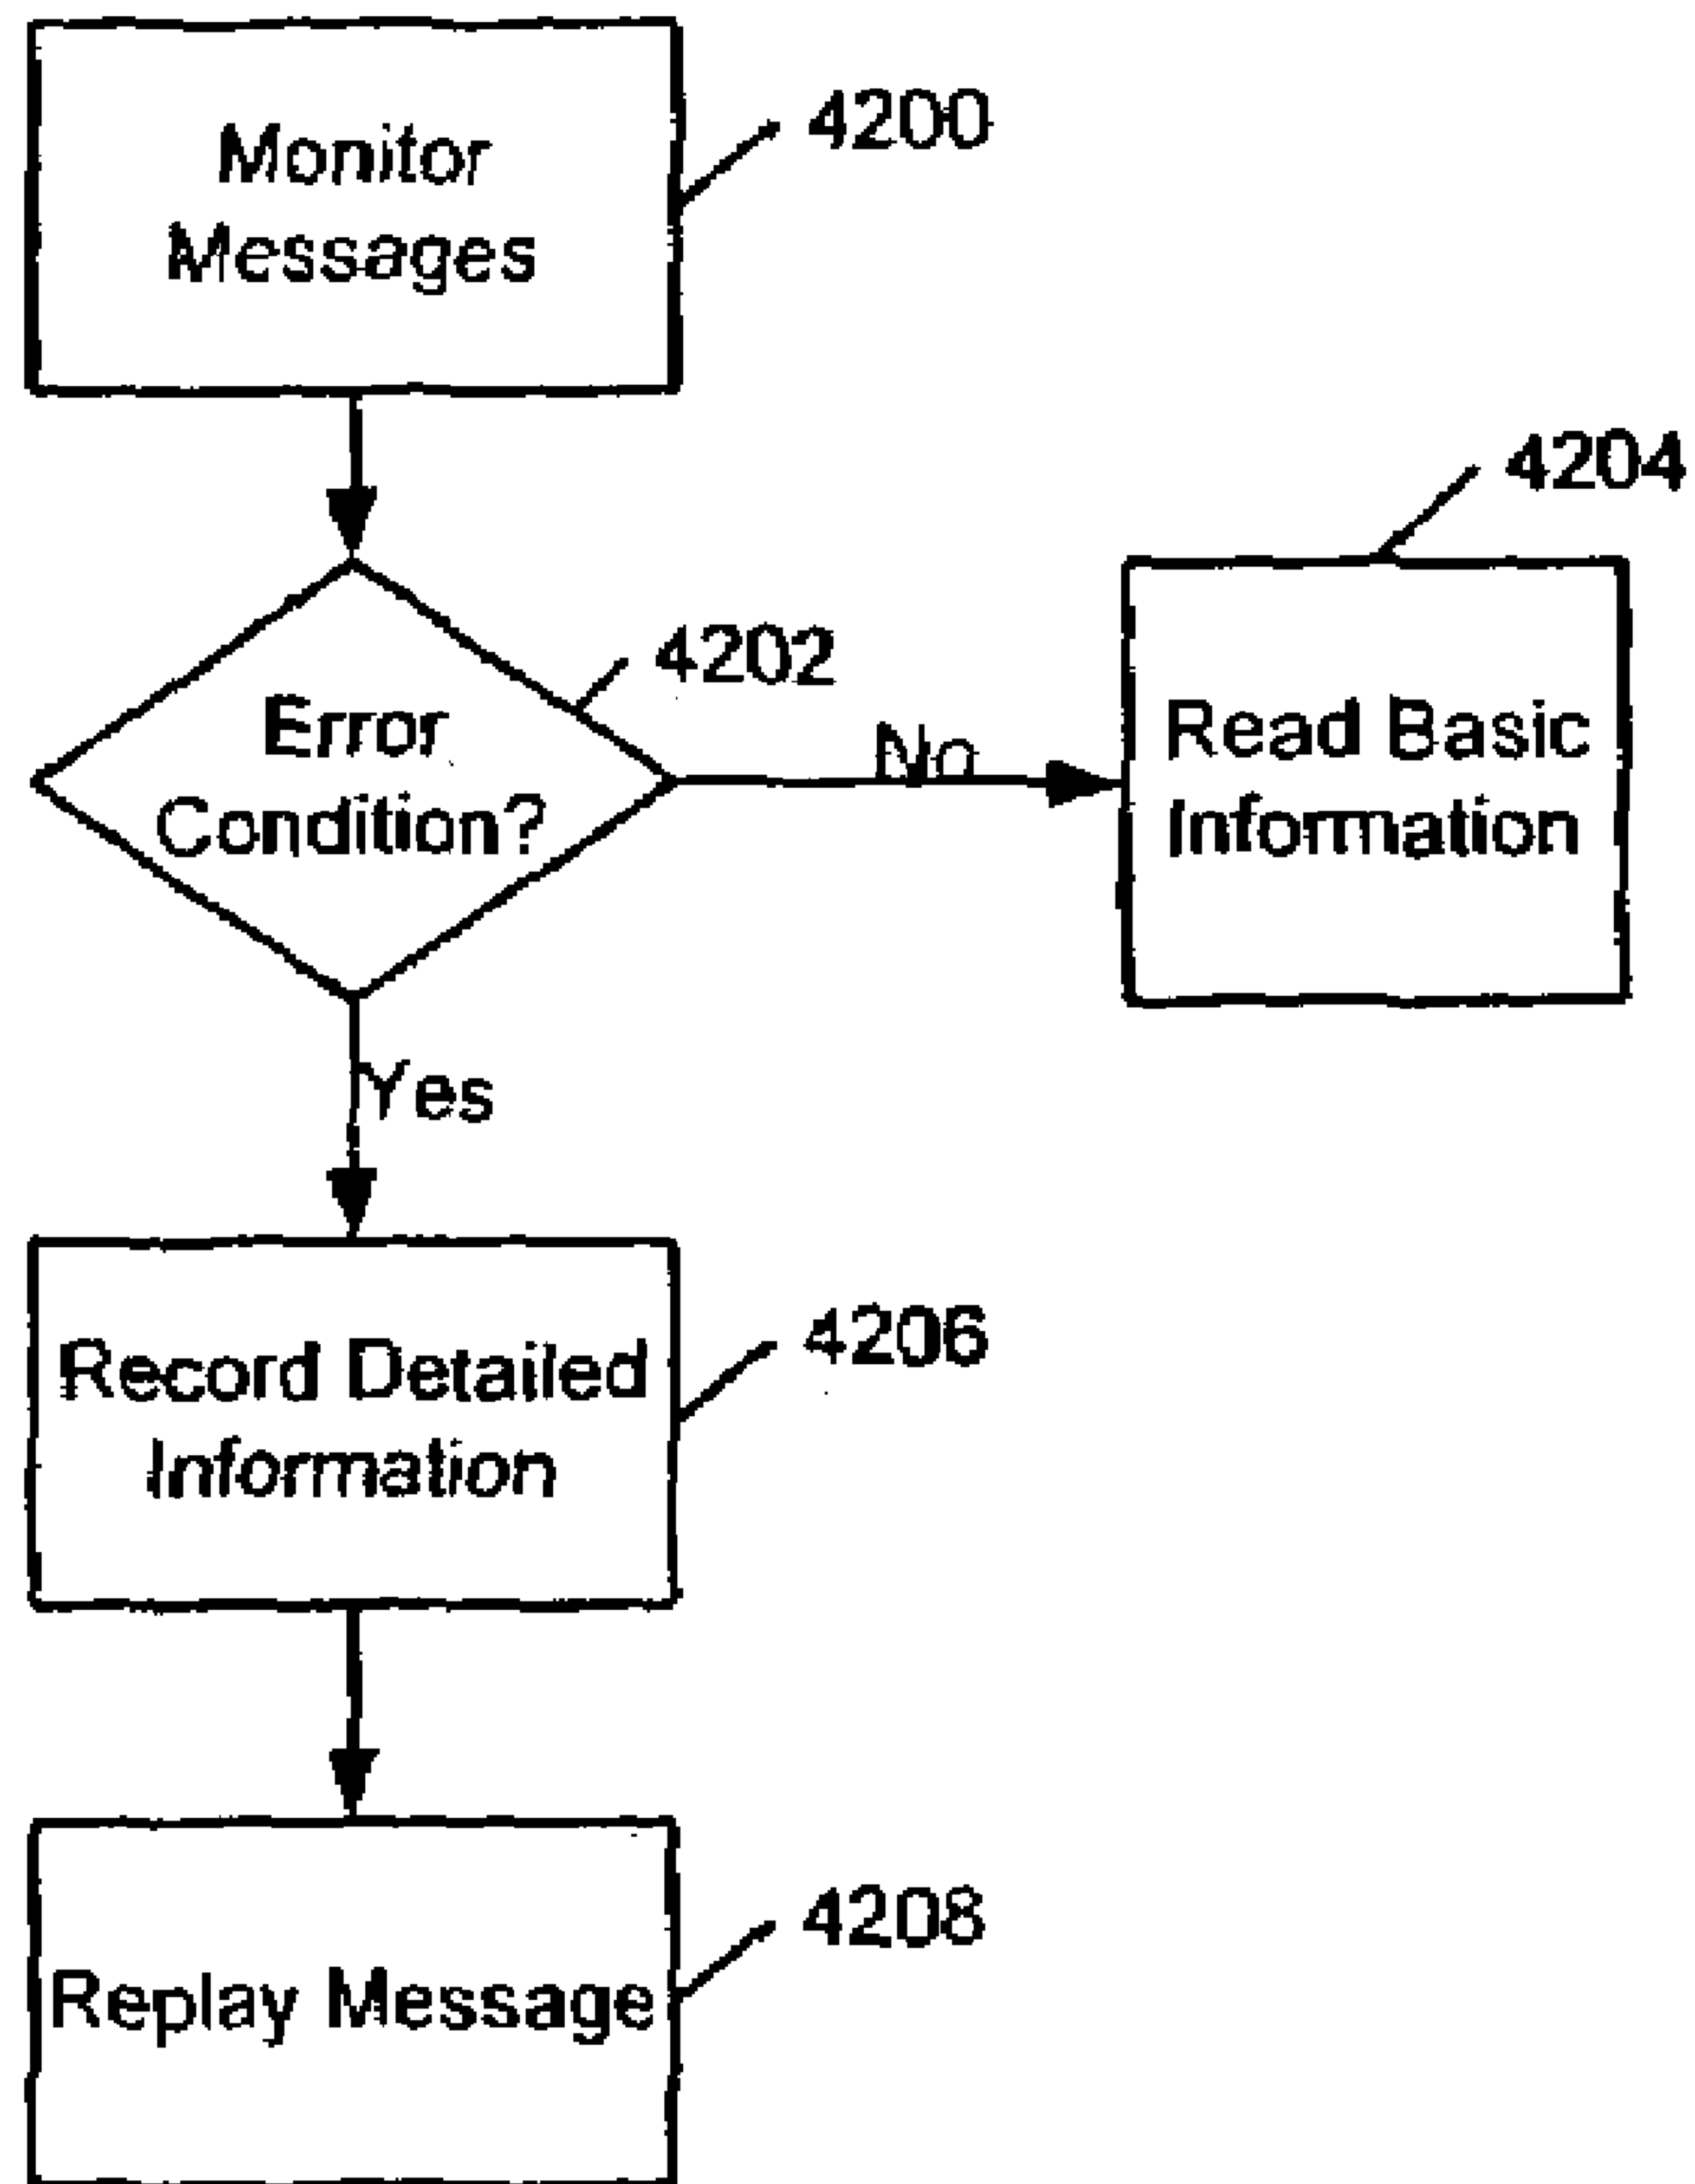 Monitor
Messages
4200
4204
4202
Error
Condition?
No
Read Basic
Information
Yes
4206
Record Detailed
Information
4208
Replay Message